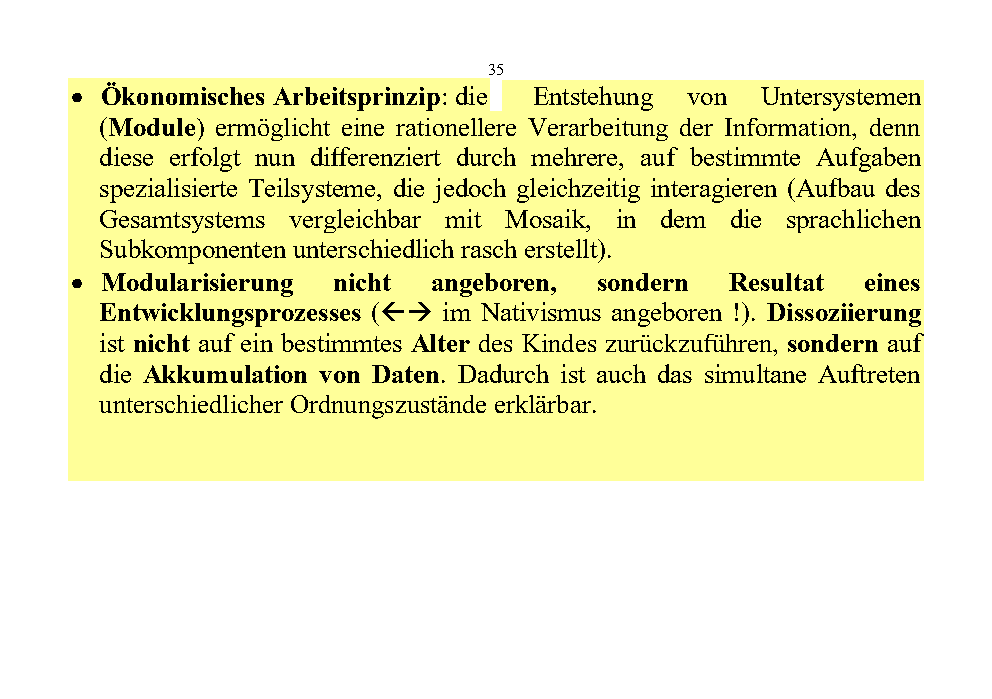 35
• Ökonomisches Arbeitsprinzip: die Entstehung von Untersystemen
(Module) ermöglicht eine rationellere Verarbeitung der Information, denn
diese erfolgt nun differenziert durch mehrere, auf bestimmte Aufgaben
spezialisierte Teilsysteme, die jedoch gleichzeitig interagieren (Aufbau des
Gesamtsystems vergleichbar mit Mosaik, in dem die sprachlichen
Subkomponenten unterschiedlich rasch erstellt).
• Modularisierung nicht angeboren, sondern Resultat eines
Entwicklungsprozesses (←→ im Nativismus angeboren !). Dissoziierung
ist nicht auf ein bestimmtes Alter des Kindes zurückzuführen, sondern auf
die Akkumulation von Daten. Dadurch ist auch das simultane Auftreten
unterschiedlicher Ordnungszustände erklärbar.